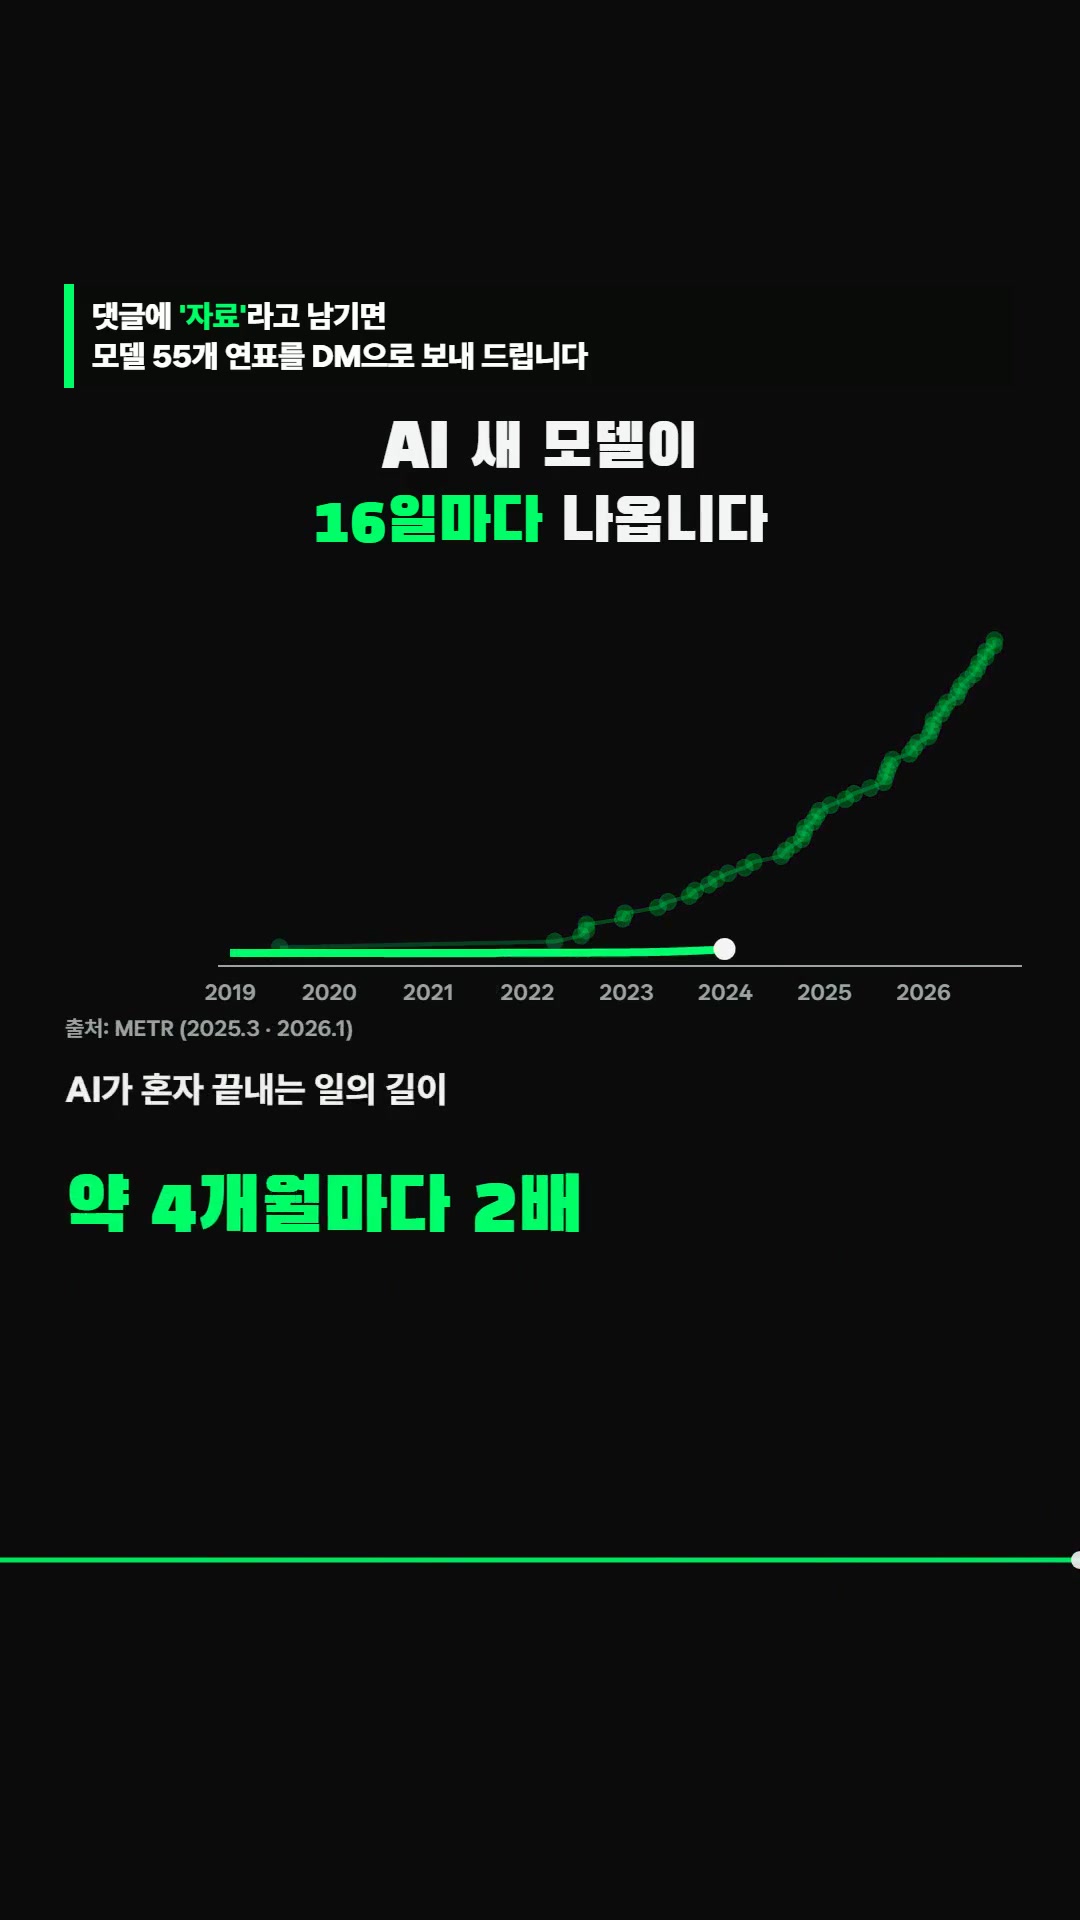 댓글에 '자료'라고 남기면
모델 55개 연표를 DM으로 보내 드립니다
AI 새 모델이
16일마다 나옵니다
2019 2020 2021 2022 2023 2024 2025 2026
출처: METR (2025.3 · 2026.1)
AI가 혼자 끝내는 일의 길이
약 4개월마다 2배